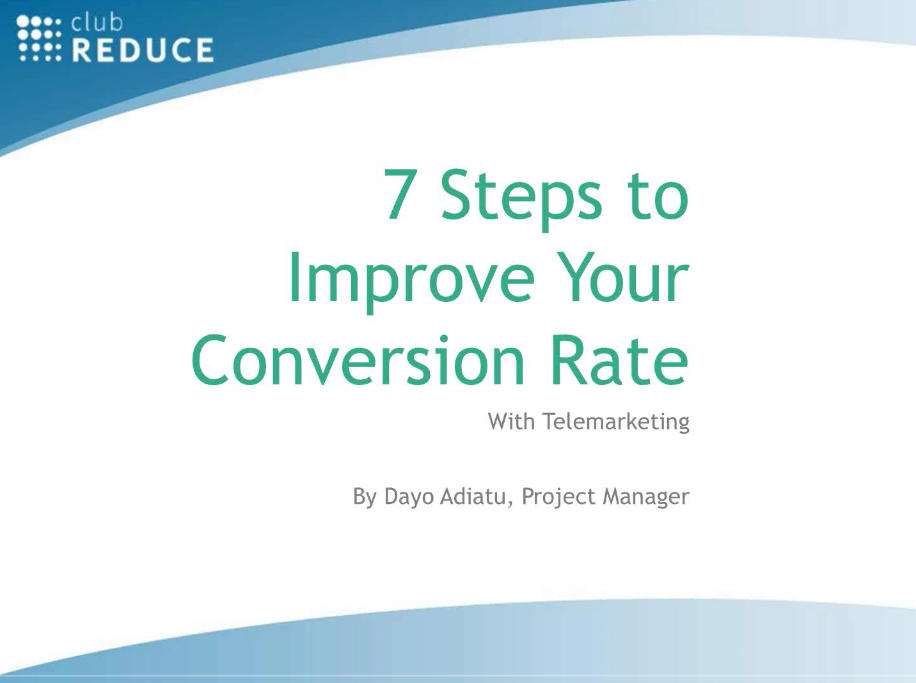 club
REDUCE
7 Steps to
Improve Your
Conversion Rate
With Telemarketing
By Dayo Adiatu, Project Manager